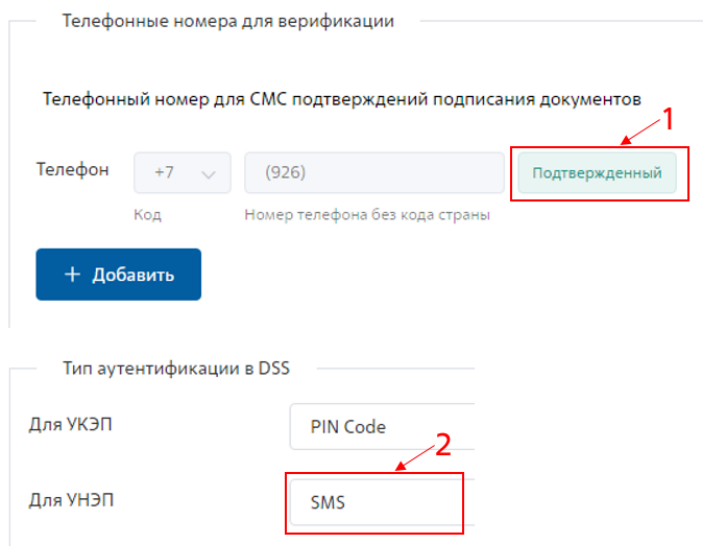 Телефонные номера для верификации
Телефонный номер для СМС подтверждений подписания документов
1
Телефон +7 (926) Подтвержденный
Код Номер телефона без кода страны
+ Добавить
Тип аутентификации в DSS
Для УКЭП PIN Code
2
Для УНЭП SMS